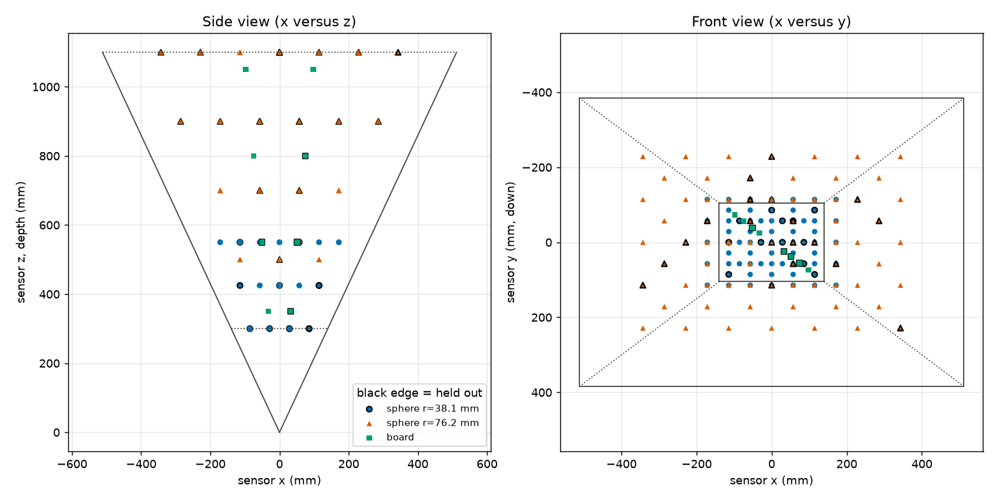 Side view (x versus z)
sensor z, depth (mm)
1000
800
600
400
200
0
−600
−400
−200
0
200
400
600
sensor x (mm)
black edge = held out
sphere r=38.1 mm
sphere r=76.2 mm
board
Front view (x versus y)
sensor y (mm, down)
−400
−200
0
200
400
−400
−200
0
200
400
sensor x (mm)